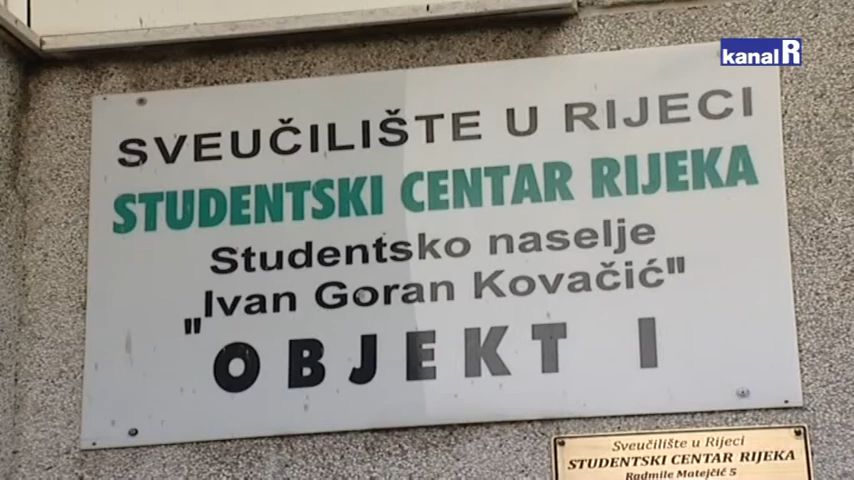 kanal R
SVEUČILIŠTE U RIJECI
STUDENTSKI CENTAR RIJEKA
Studentsko naselje
"Ivan Goran Kovačić"
OBJEKT I
Sveučilište u Rijeci
STUDENTSKI CENTAR RIJEKA
Radmile Matejčić 5